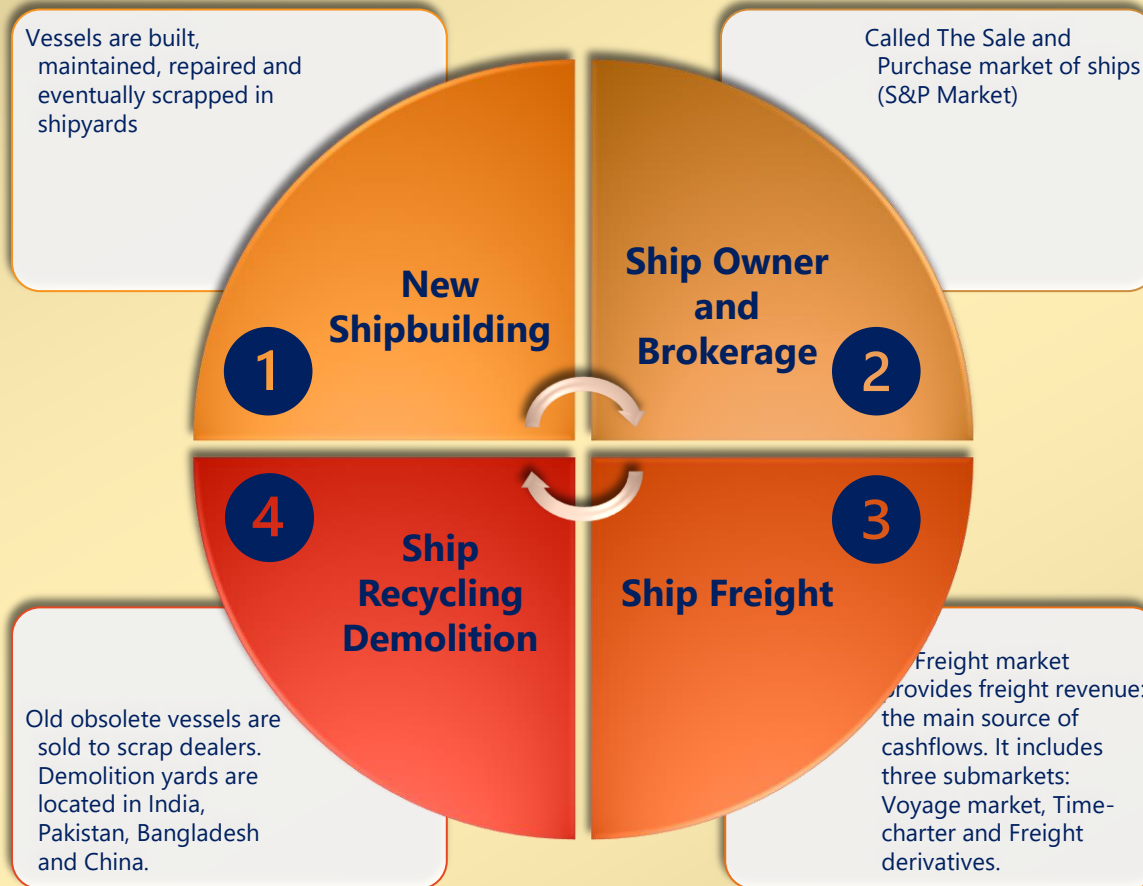 Vessels are built,
maintained, repaired and
eventually scrapped in
shipyards
Called The Sale and
Purchase market of ships
(S&P Market)
New
Shipbuilding
1
Ship Owner
and
Brokerage
2
4
Ship
Recycling
Demolition
3
Ship Freight
Old obsolete vessels are
sold to scrap dealers.
Demolition yards are
located in India,
Pakistan, Bangladesh
and China.
Freight market
provides freight revenue:
the main source of
cashflows. It includes
three submarkets:
Voyage market, Time-
charter and Freight
derivatives.